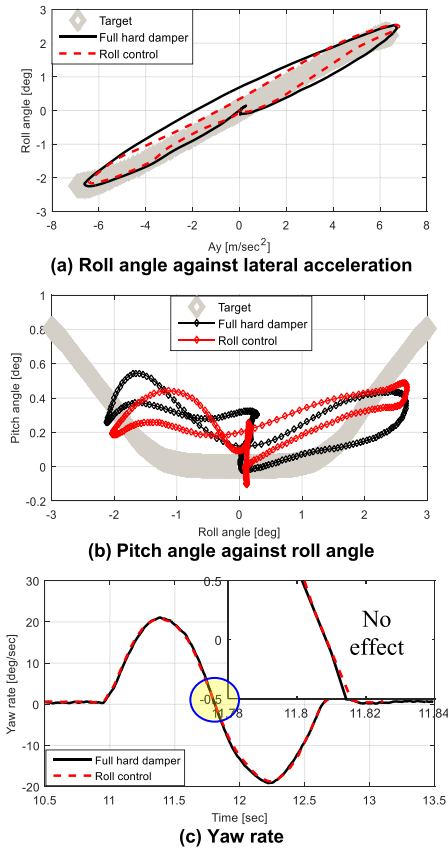 3
2
1
0
-1
-2
-3
Roll angle [deg]
Target
Full hard damper
Roll control
-8 -6 -4 -2 0 2 4 6 8
Ay [m/sec²]
(a) Roll angle against lateral acceleration
1
0.8
0.6
0.4
0.2
0
-0.2
Pitch angle [deg]
Target
Full hard damper
Roll control
-3 -2 -1 0 1 2 3
Roll angle [deg]
(b) Pitch angle against roll angle
30
20
10
0
-10
-20
Yaw rate [deg/sec]
0.5
0
-0.5
No
effect
11.78 11.8 11.82 11.84
Full hard damper
Roll control
10.5 11 11.5 12 12.5 13 13.5
Time [sec]
(c) Yaw rate